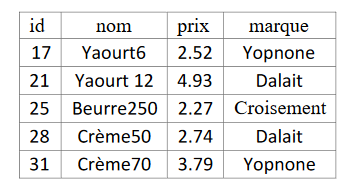 id nom prix marque
17 Yaourt6 2.52 Yopnone
21 Yaourt 12 4.93 Dalait
25 Beurre250 2.27 Croisement
28 Crème50 2.74 Dalait
31 Crème70 3.79 Yopnone